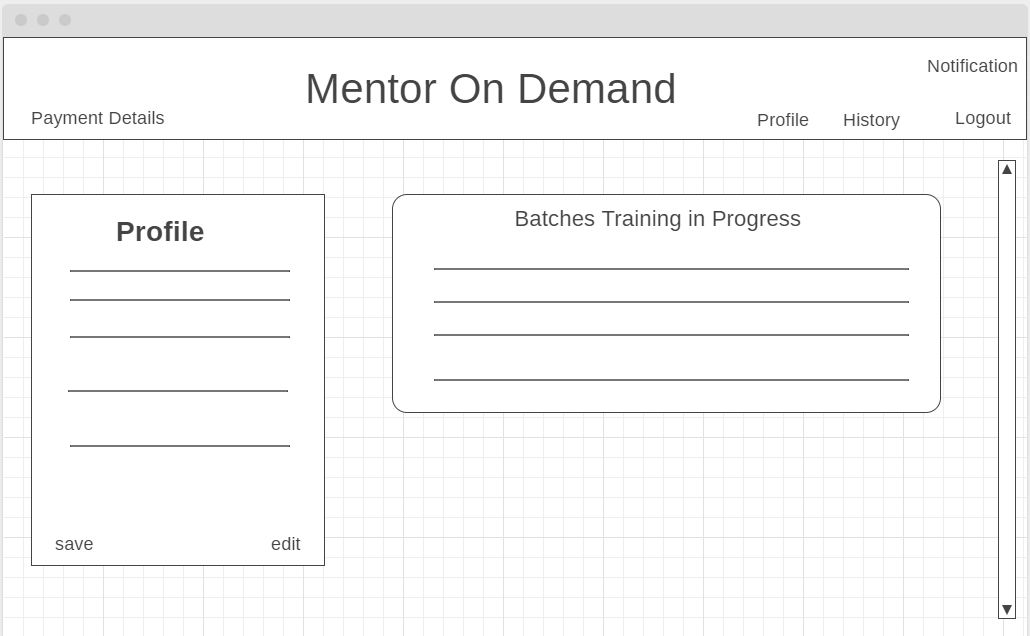 Notification
Mentor On Demand
Payment Details
Profile
History
Logout
Profile
save
edit
Batches Training in Progress